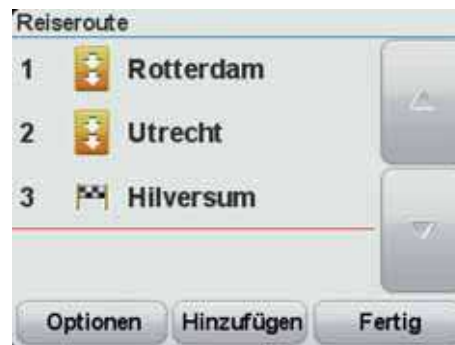 Reiseroute
1 Rotterdam
2 Utrecht
3 Hilversum
Optionen Hinzufügen Fertig